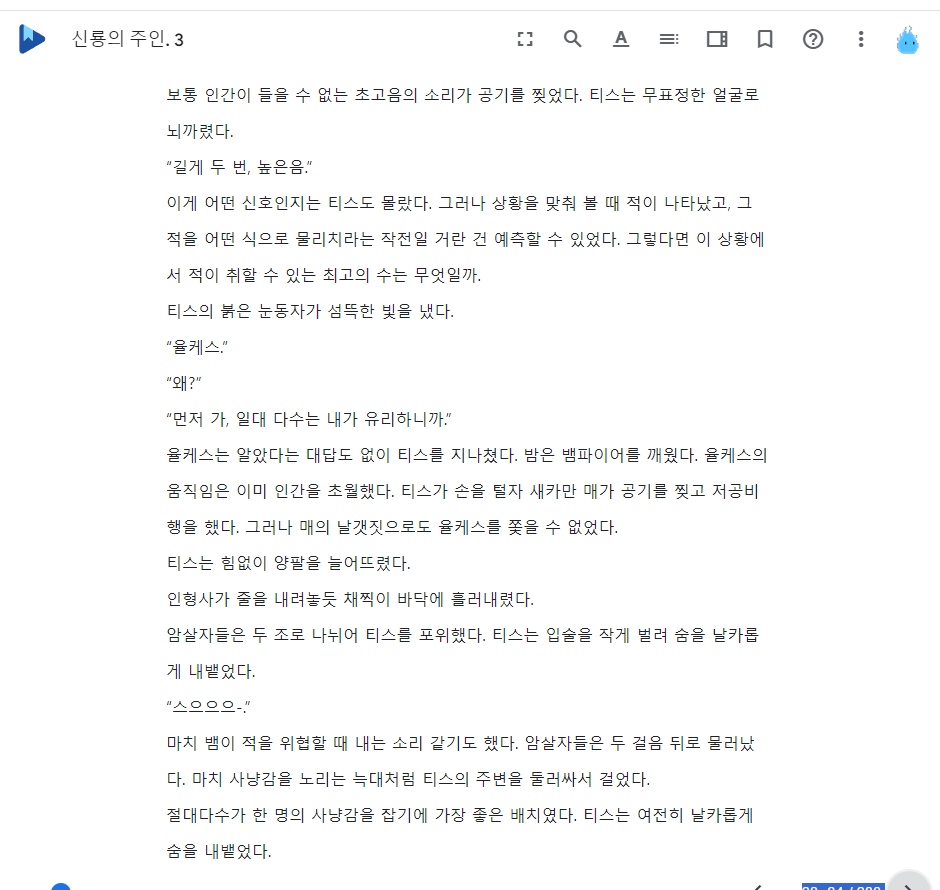 신룡의 주인. 3
보통 인간이 들을 수 없는 초고음의 소리가 공기를 찢었다. 티스는 무표정한 얼굴로
뇌까렸다.
“길게 두 번, 높은음.”
이게 어떤 신호인지는 티스도 몰랐다. 그러나 상황을 맞춰 볼 때 적이 나타났고, 그
적을 어떤 식으로 물리치라는 작전일 거란 건 예측할 수 있었다. 그렇다면 이 상황에
서 적이 취할 수 있는 최고의 수는 무엇일까.
티스의 붉은 눈동자가 섬뜩한 빛을 냈다.
“율케스.”
“왜?”
“먼저 가, 일대 다수는 내가 유리하니까.”
율케스는 알았다는 대답도 없이 티스를 지나쳤다. 밤은 뱀파이어를 깨웠다. 율케스의
움직임은 이미 인간을 초월했다. 티스가 손을 털자 새카만 매가 공기를 찢고 저공비
행을 했다. 그러나 매의 날갯짓으로도 율케스를 쫓을 수 없었다.
티스는 힘없이 양팔을 늘어뜨렸다.
인형사가 줄을 내려놓듯 채찍이 바닥에 흘러내렸다.
암살자들은 두 조로 나뉘어 티스를 포위했다. 티스는 입술을 작게 벌려 숨을 날카롭
게 내뱉었다.
“스으으으-.”
마치 뱀이 적을 위협할 때 내는 소리 같기도 했다. 암살자들은 두 걸음 뒤로 물러났
다. 마치 사냥감을 노리는 늑대처럼 티스의 주변을 둘러싸서 걸었다.
절대다수가 한 명의 사냥감을 잡기에 가장 좋은 배치였다. 티스는 여전히 날카롭게
숨을 내뱉었다.